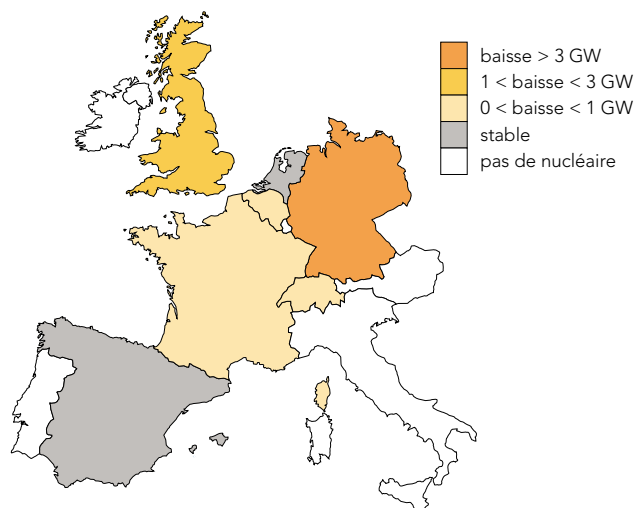 baisse > 3 GW
1 < baisse < 3 GW
0 < baisse < 1 GW
stable
pas de nucléaire